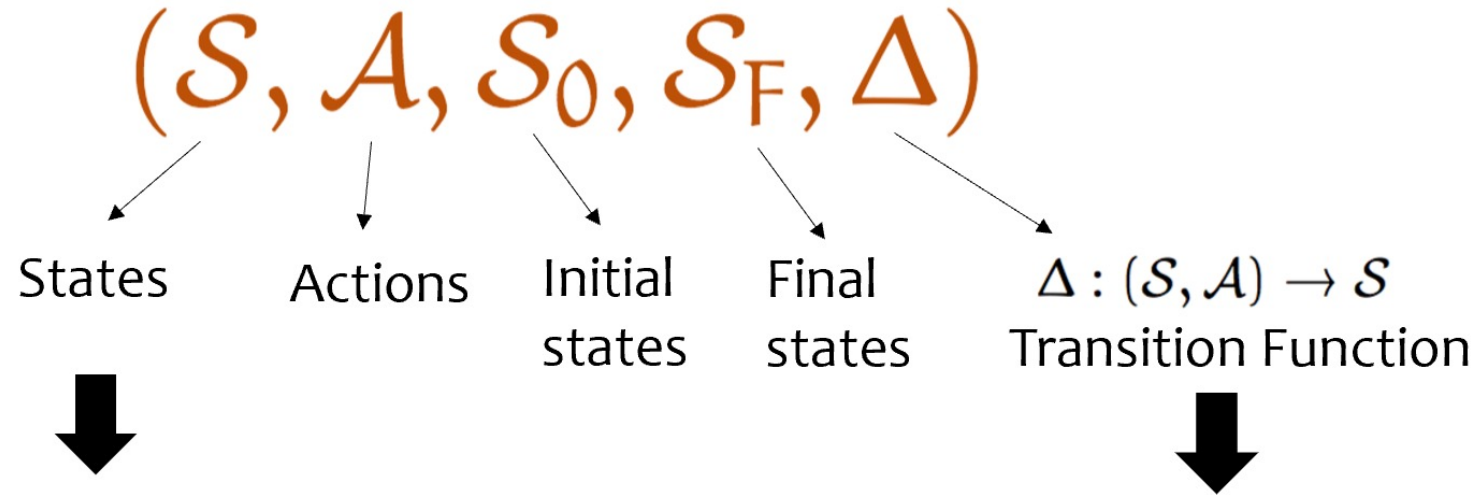 (𝒮, 𝒜, 𝒮₀, 𝒮F, Δ)
States
Actions
Initial
states
Final
states
Δ : (𝒮, 𝒜) → 𝒮
Transition Function